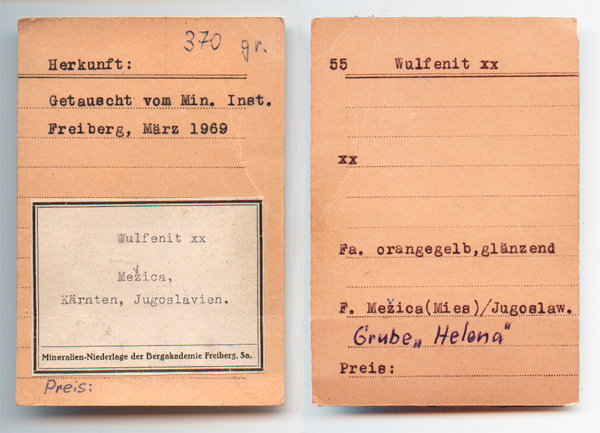 370 gr.
Herkunft:
Getauscht vom Min. Inst.
Freiberg, März 1969
Wulfenit xx
Mežica,
Kärnten, Jugoslavien.
Mineralien-Niederlage der Bergakademie Freiberg, Sa.
Preis:
55 Wulfenit xx
xx
Fa. orangegelb,glänzend
F. Mežica(Mies)/Jugoslaw.
Grube „Helena"
Preis: